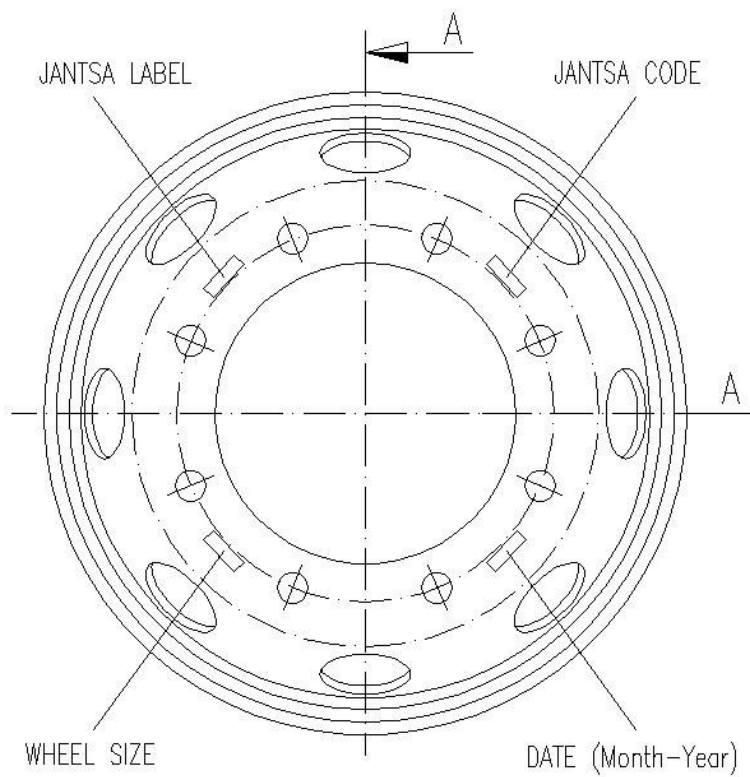 A
JANTSA LABEL
JANTSA CODE
A
WHEEL SIZE
DATE (Month-Year)